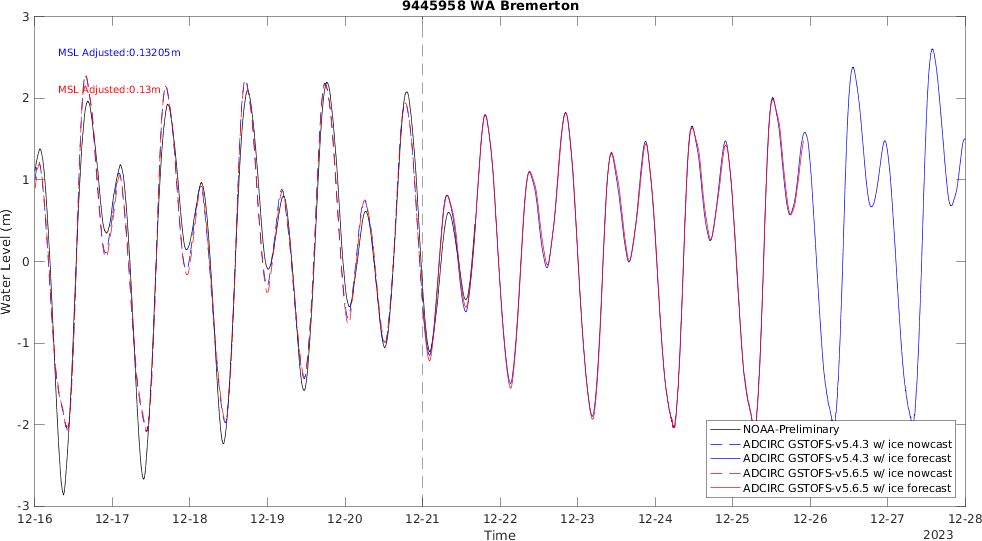 9445958 WA Bremerton
MSL Adjusted:0.13205m
MSL Adjusted:0.13m
Water Level (m)
3
2
1
0
-1
-2
-3
NOAA-Preliminary
ADCIRC GSTOFS-v5.4.3 w/ ice nowcast
ADCIRC GSTOFS-v5.4.3 w/ ice forecast
ADCIRC GSTOFS-v5.6.5 w/ ice nowcast
ADCIRC GSTOFS-v5.6.5 w/ ice forecast
12-16 12-17 12-18 12-19 12-20 12-21 12-22 12-23 12-24 12-25 12-26 12-27 12-28
Time
2023